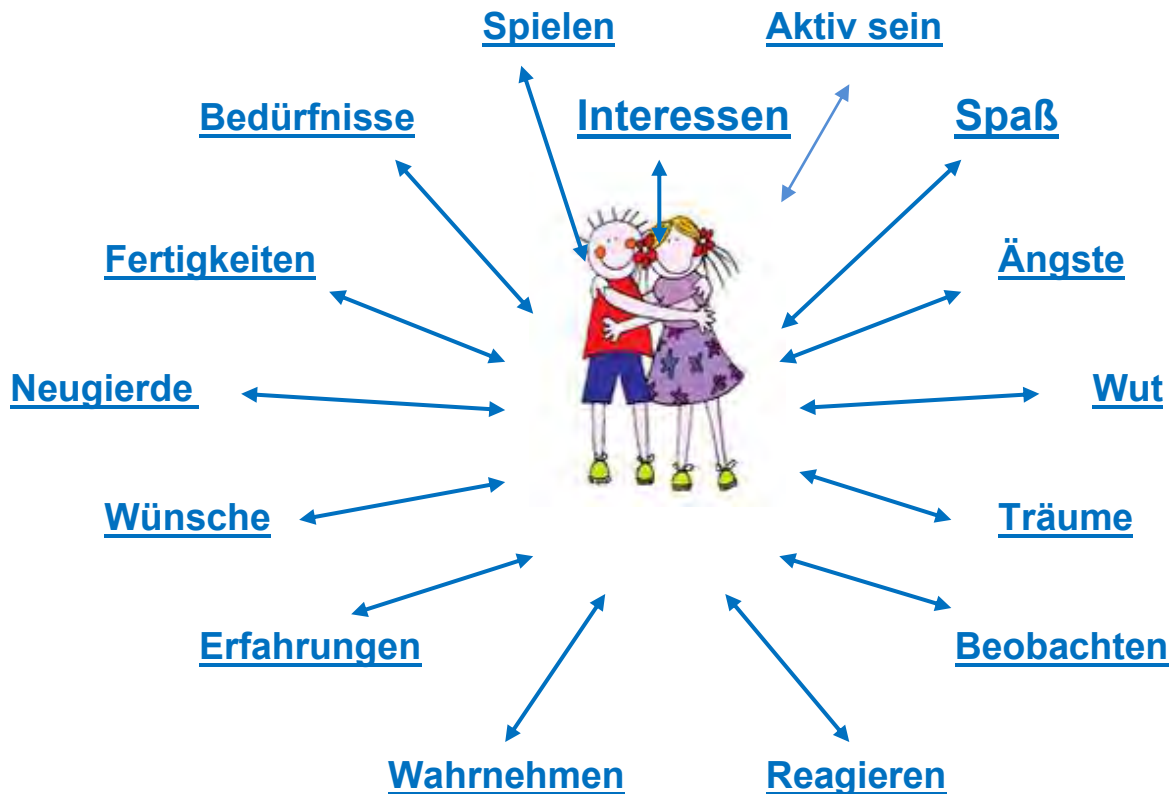 Spielen Aktiv sein
Bedürfnisse Interessen Spaß
Fertigkeiten Ängste
Neugierde Wut
Wünsche Träume
Erfahrungen Beobachten
Wahrnehmen Reagieren